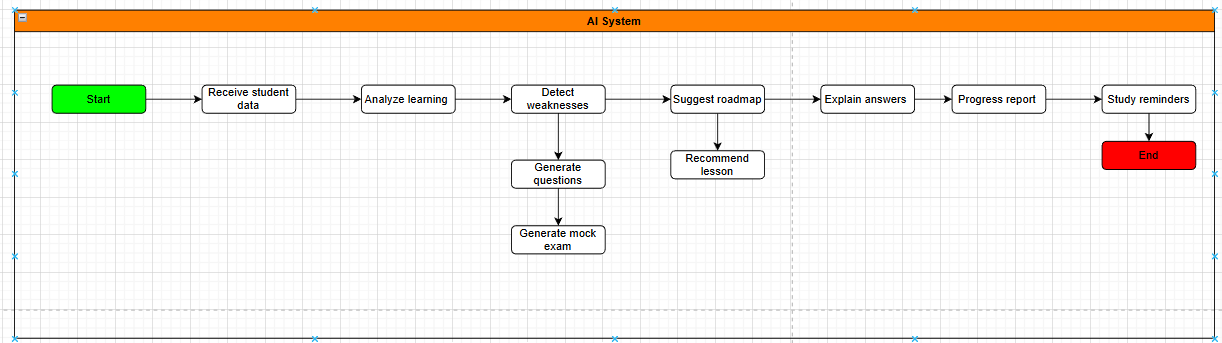 AI System
Start
Receive student
data
Analyze learning
Detect
weaknesses
Suggest roadmap
Explain answers
Progress report
Study reminders
Generate
questions
Recommend
lesson
End
Generate mock
exam